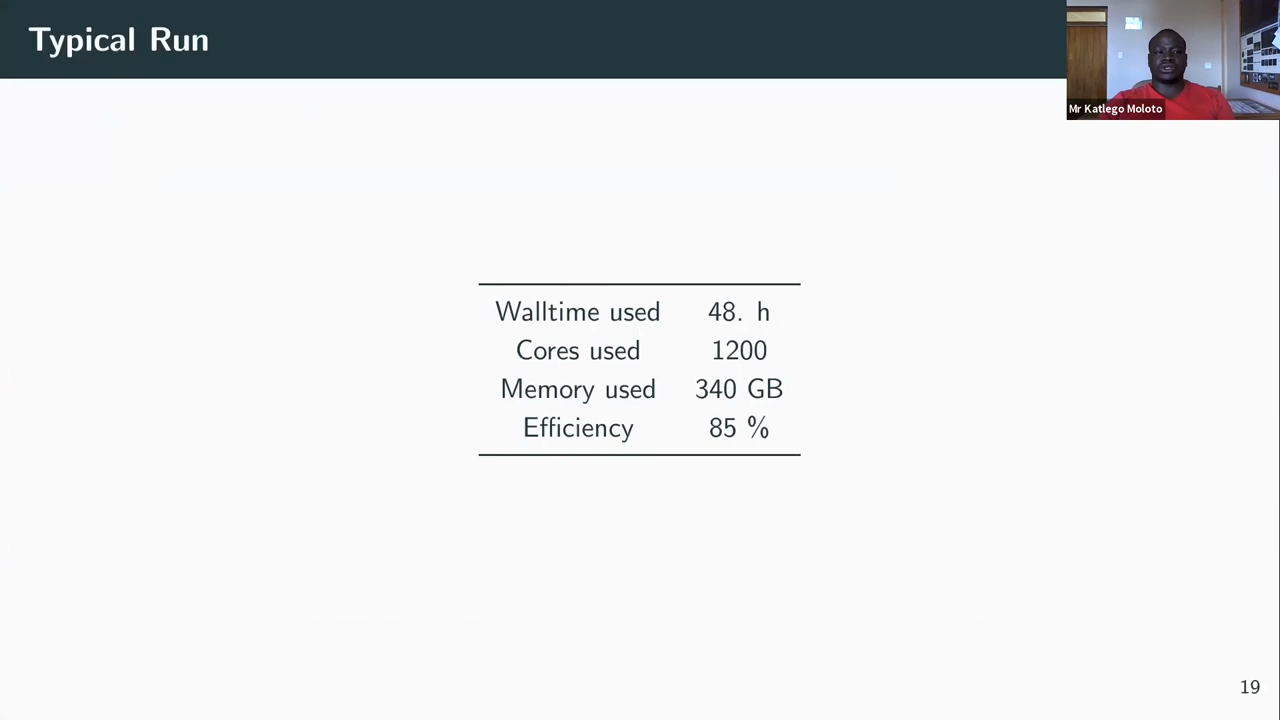 Typical Run
Mr Katlego Moloto
Walltime used 48. h
Cores used 1200
Memory used 340 GB
Efficiency 85 %
19